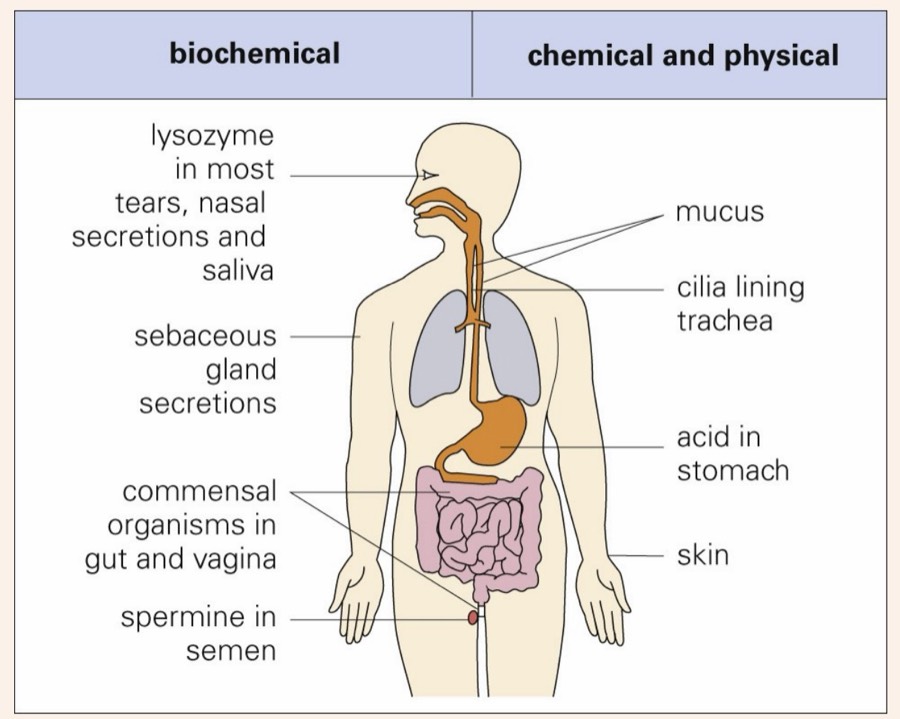 biochemical
chemical and physical
lysozyme
in most
tears, nasal
secretions and
saliva
sebaceous
gland
secretions
commensal
organisms in
gut and vagina
spermine in
semen
mucus
cilia lining
trachea
acid in
stomach
skin